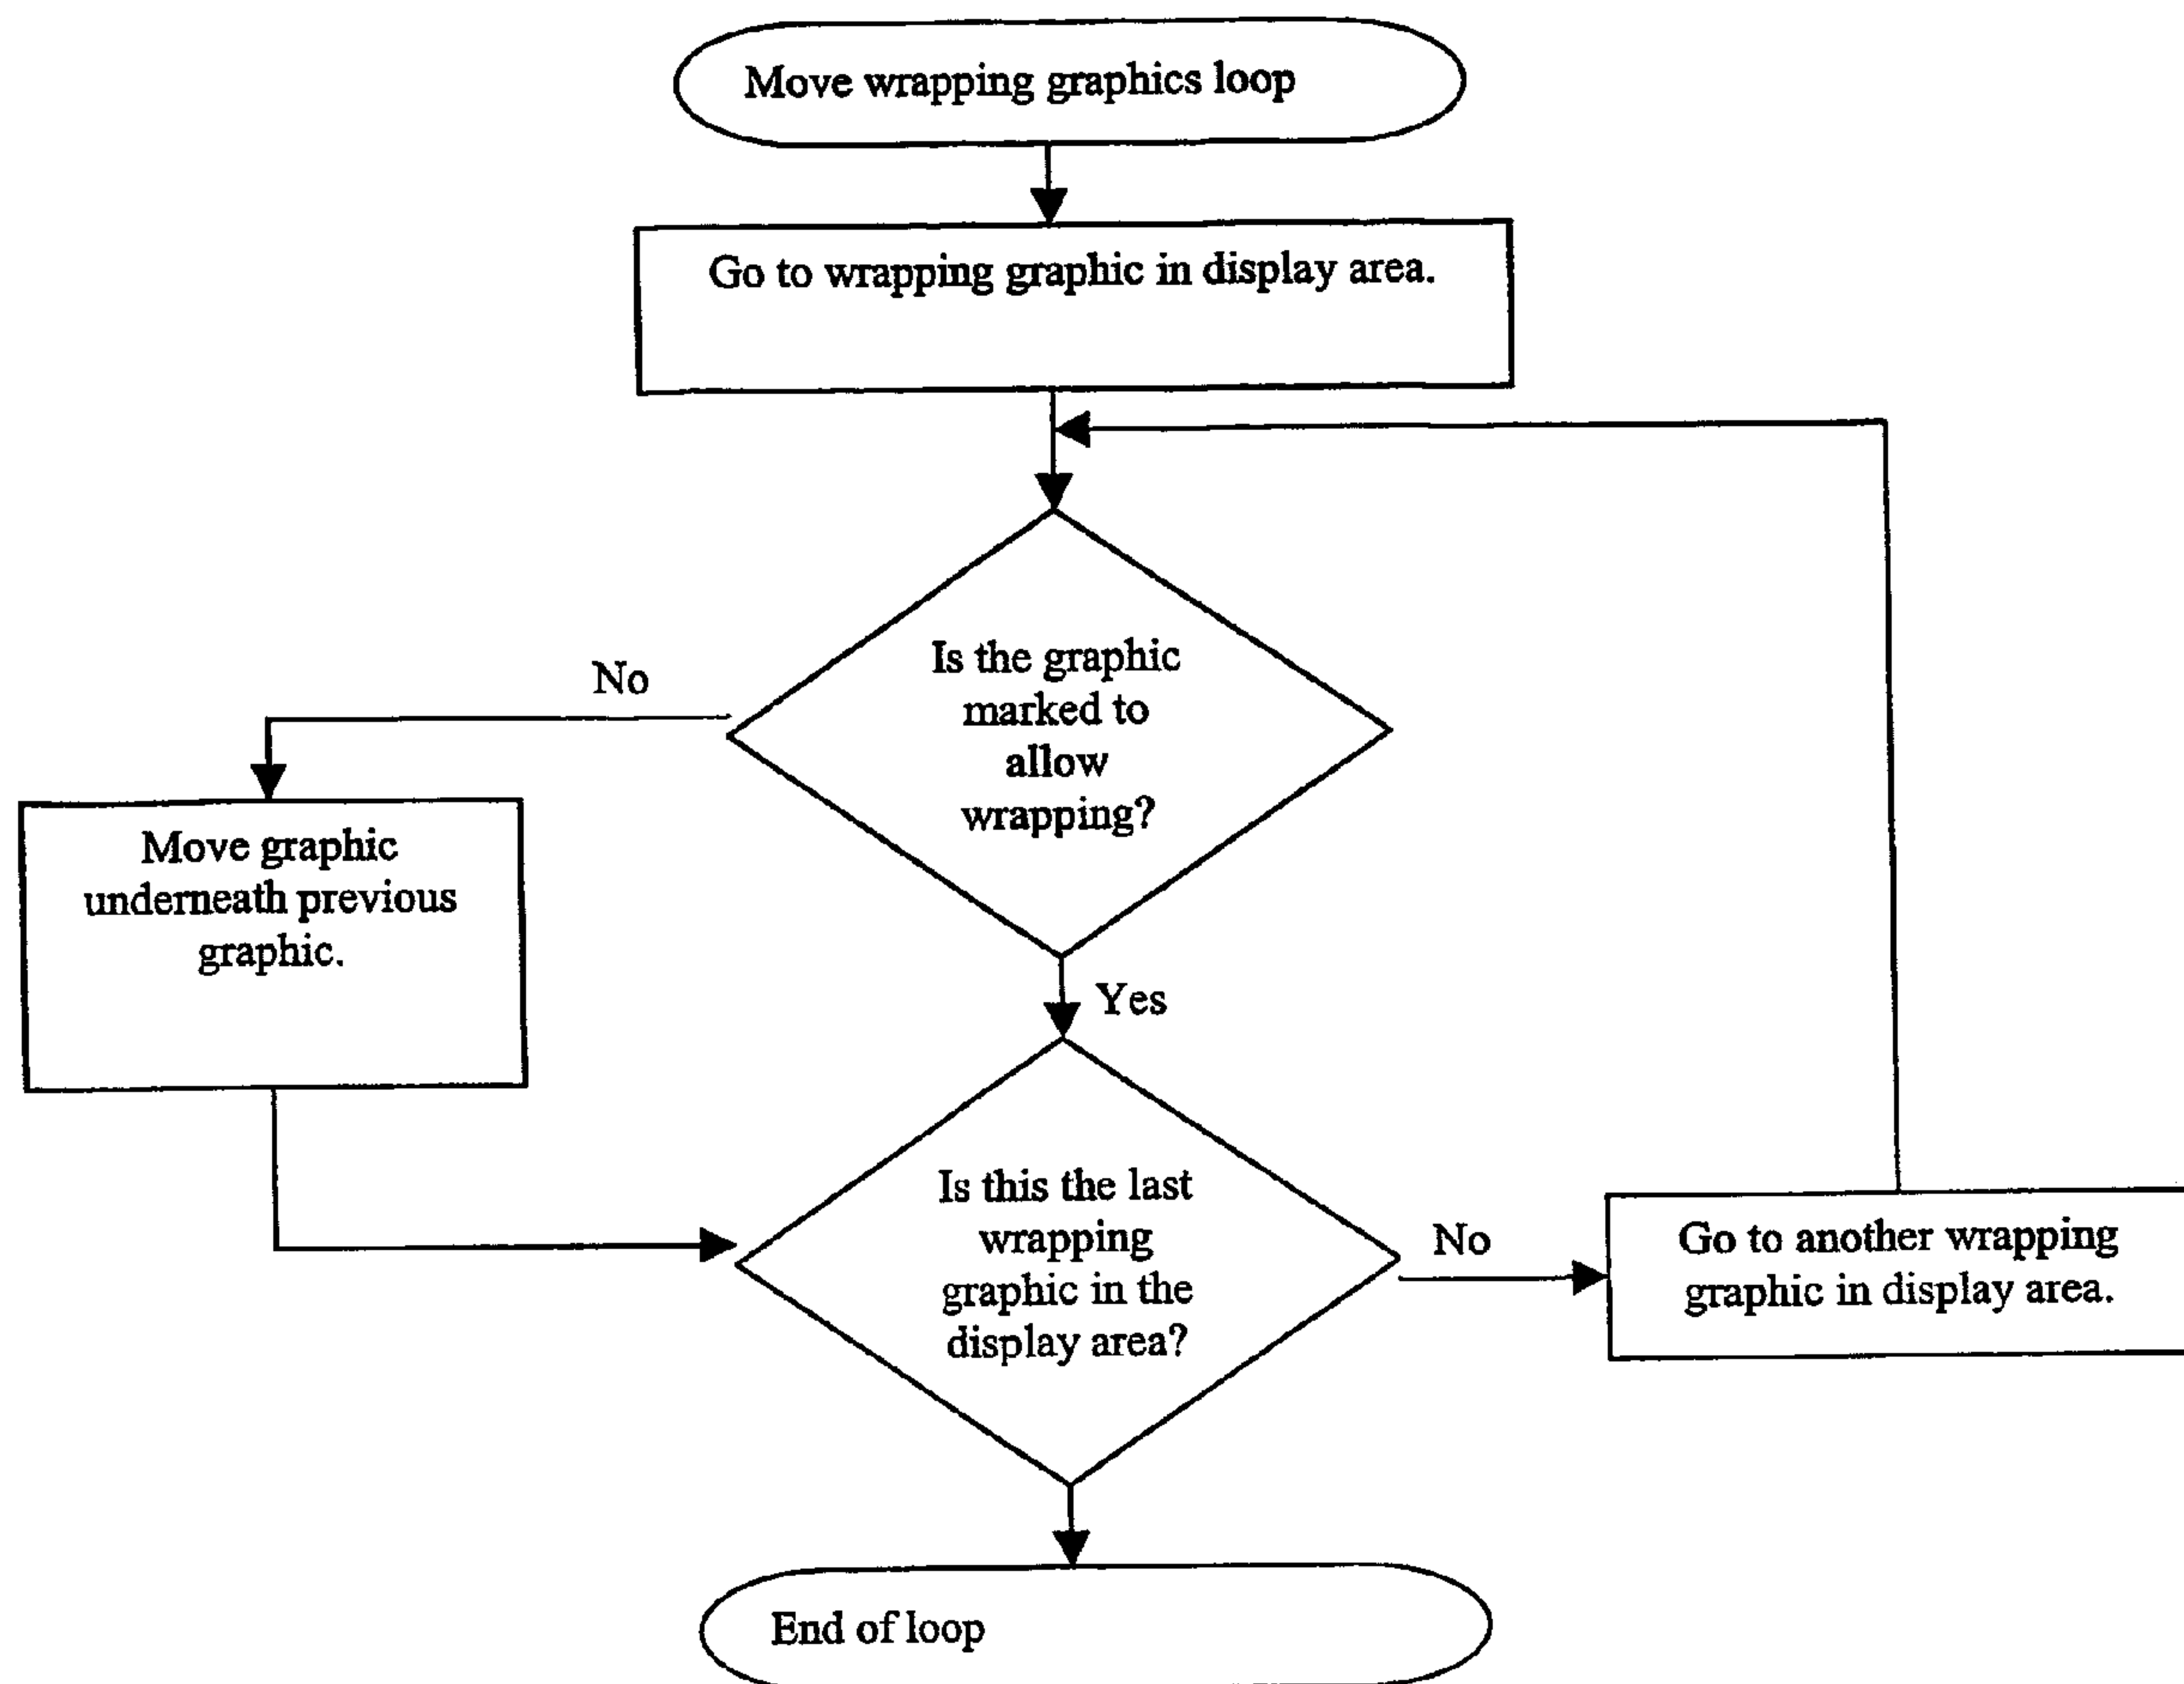 Move wrapping graphics loop
Go to wrapping graphic in display area.
Is the graphic
marked to
allow
wrapping?
No
Move graphic
underneath previous
graphic.
Yes
Is this the last
wrapping
graphic in the
display area?
No
Go to another wrapping
graphic in display area.
End of loop